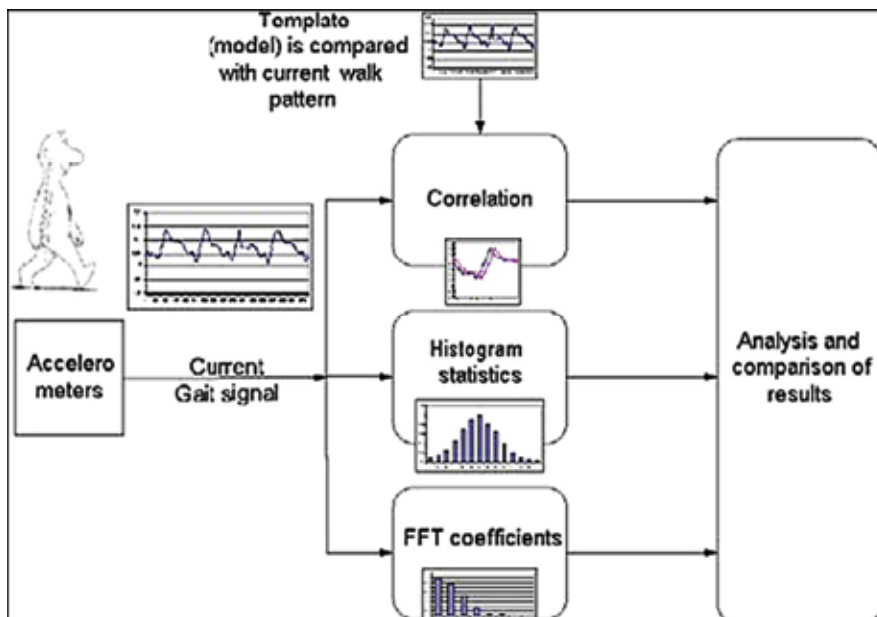 Template
(model) is compared
with current walk
pattern
Correlation
Accelero
meters
Current
Gait signal
Histogram
statistics
FFT coefficients
Analysis and
comparison of
results